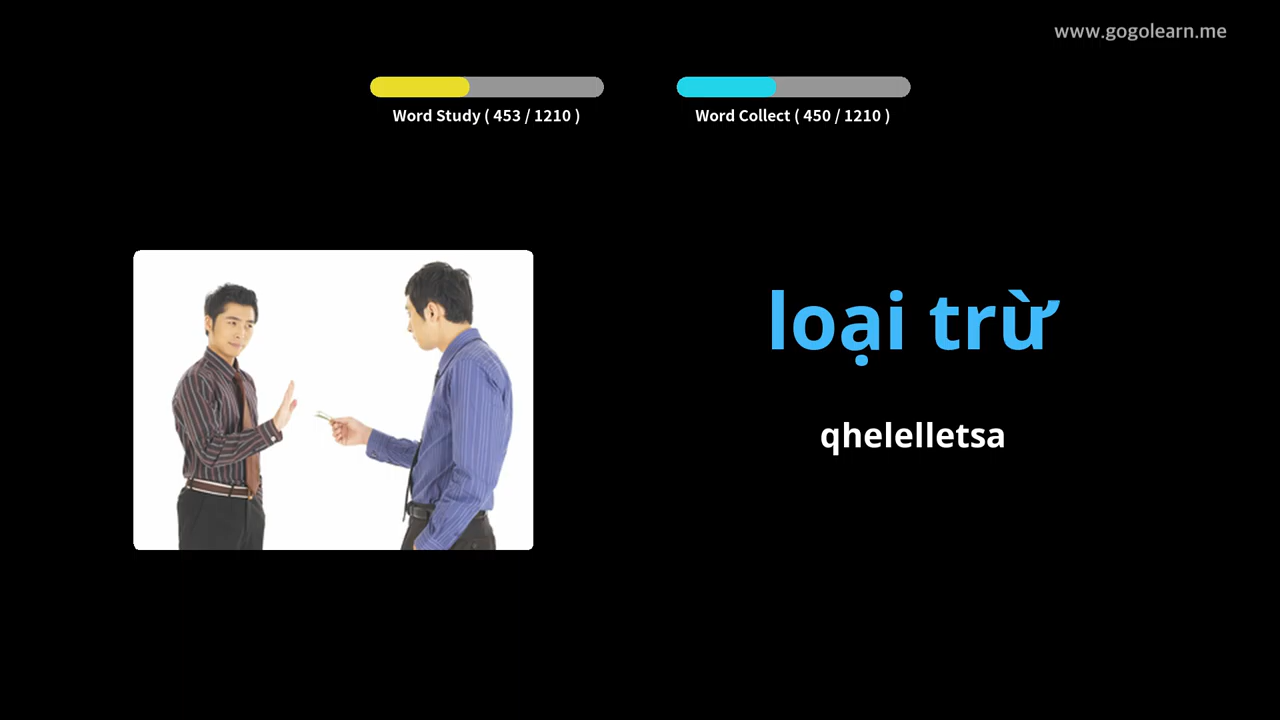 www.gogolearn.me
Word Study ( 453 / 1210 )
Word Collect ( 450 / 1210 )
loại trừ
qhelelletsa